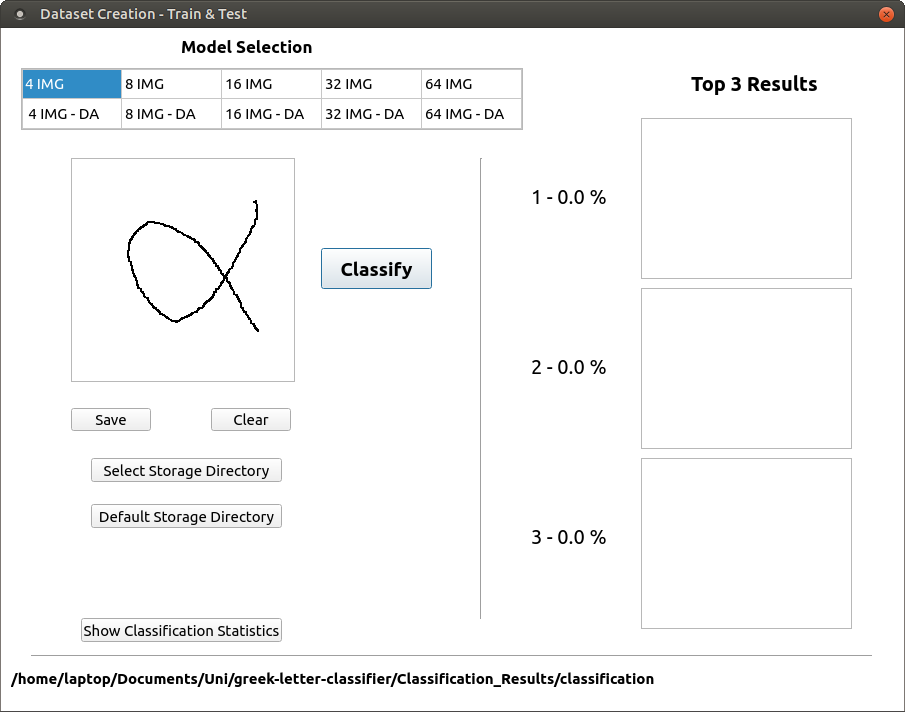 Dataset Creation - Train & Test
Model Selection
4 IMG 8 IMG 16 IMG 32 IMG 64 IMG
4 IMG - DA 8 IMG - DA 16 IMG - DA 32 IMG - DA 64 IMG - DA
Top 3 Results
α
Classify
1 - 0.0 %
2 - 0.0 %
3 - 0.0 %
Save Clear
Select Storage Directory
Default Storage Directory
Show Classification Statistics
/home/laptop/Documents/Uni/greek-letter-classifier/Classification_Results/classification